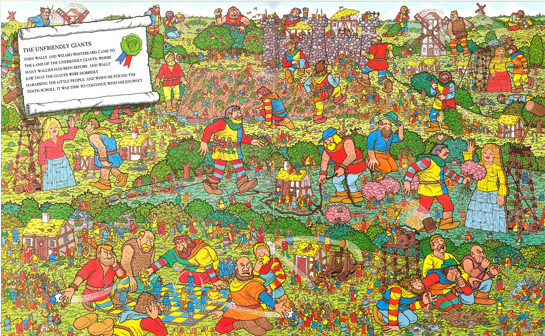 THE UNFRIENDLY GIANTS
THEN WALLY AND WIZARD WHITEBEARD CAME TO
THE LAND OF THE UNFRIENDLY GIANTS, WHERE
MANY WALLIES HAD BEEN BEFORE, AND WALLY
SAW THAT THE GIANTS WERE HORRIDLY
HARASSING THE LITTLE PEOPLE. AND WHEN HE FOUND THE
TENTH SCROLL, IT WAS TIME TO CONTINUE WITH HIS JOURNEY.